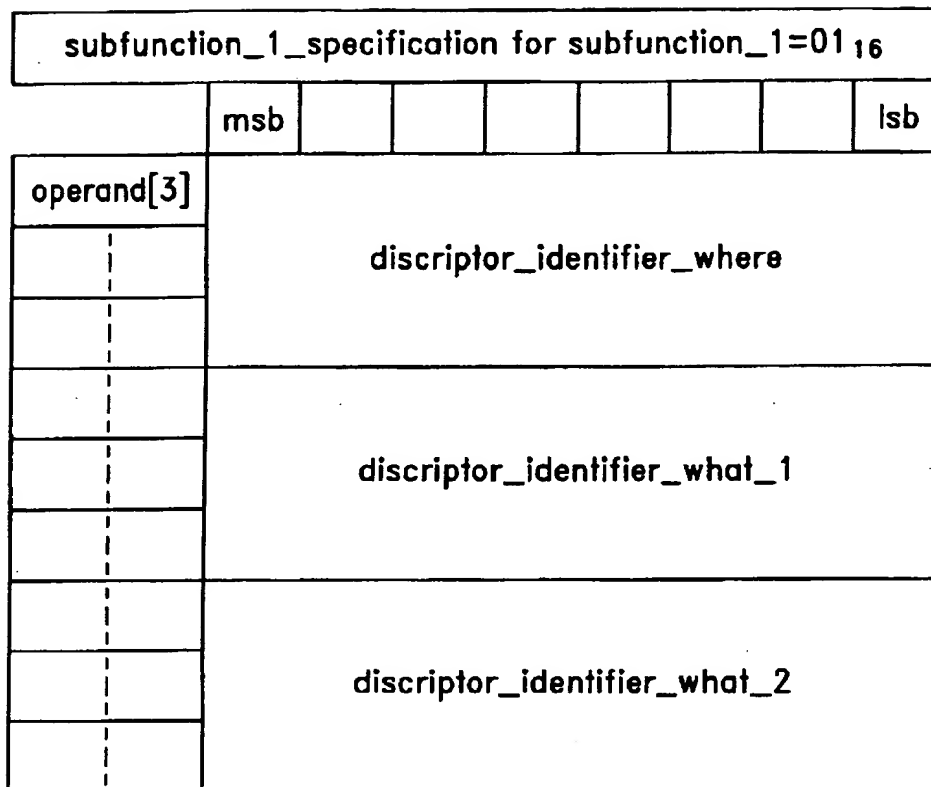 subfunction_1_specification for subfunction_1=01₁₆
msb lsb
operand[3]
discriptor_identifier_where
discriptor_identifier_what_1
discriptor_identifier_what_2